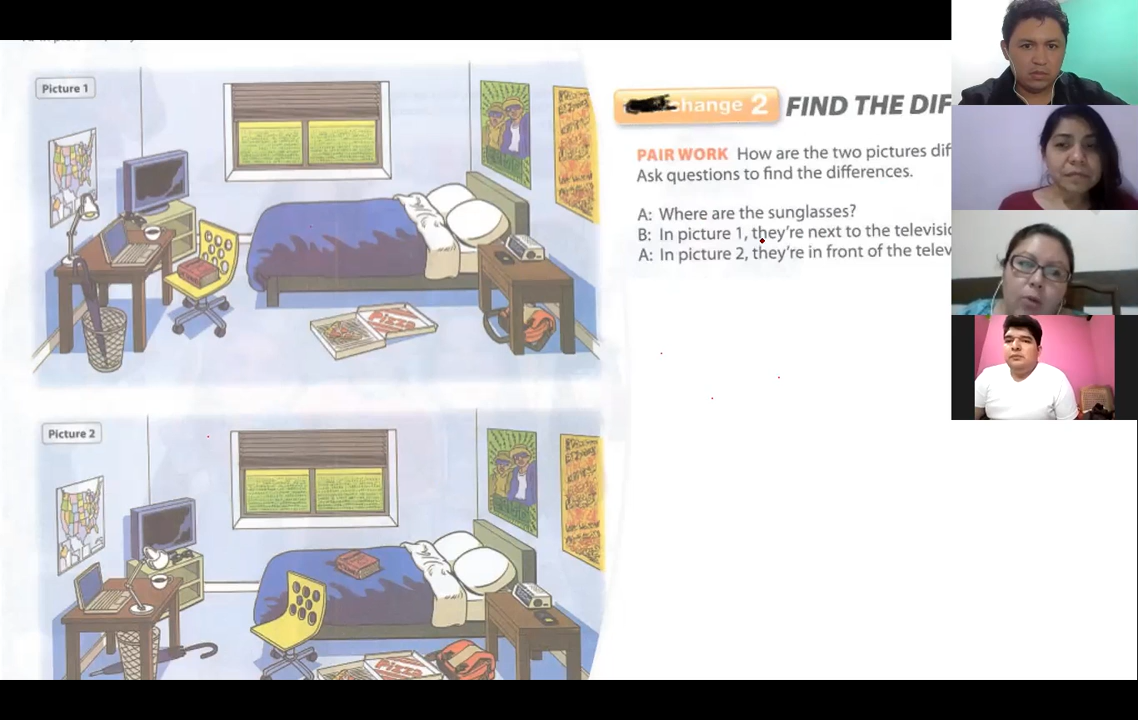 Picture 1
change 2 FIND THE DIF
PAIR WORK How are the two pictures dif
Ask questions to find the differences.
A: Where are the sunglasses?
B: In picture 1, they're next to the televisio
A: In picture 2, they're in front of the telev
Pizza
Picture 2
Pizza